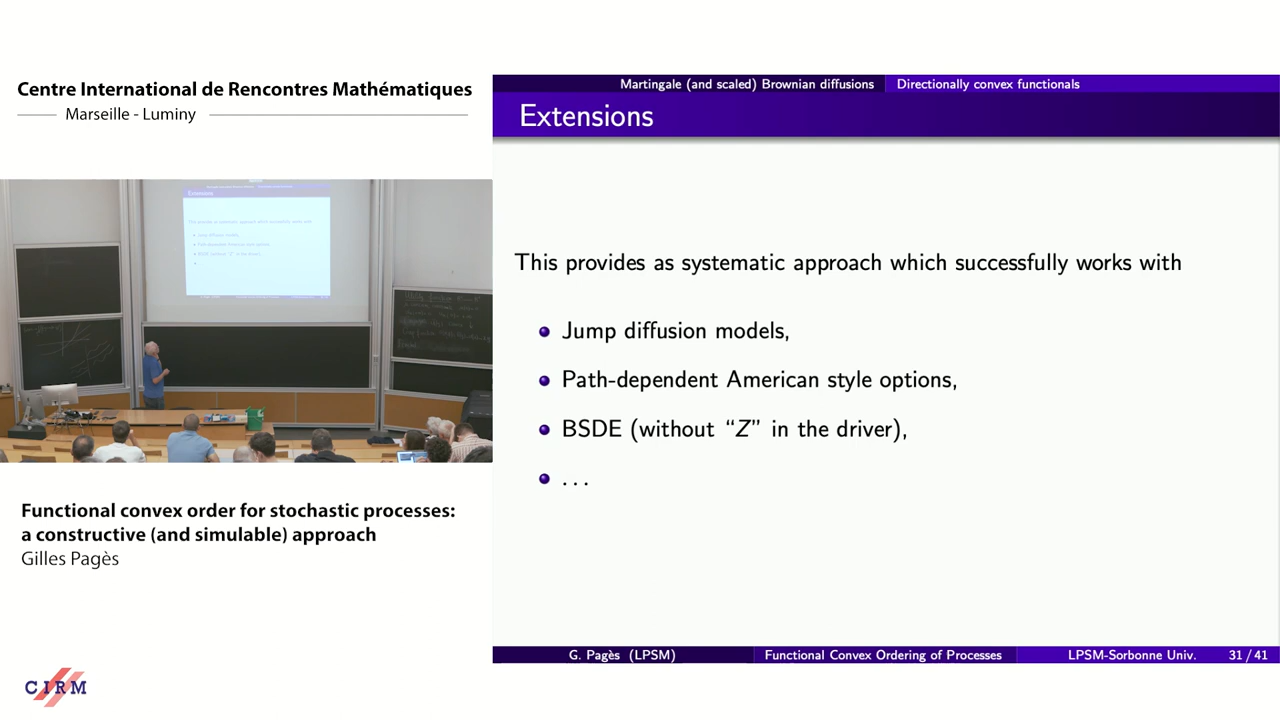 Centre International de Rencontres Mathématiques
Marseille - Luminy
Martingale (and scaled) Brownian diffusions
Directionally convex functionals
Extensions
This provides as systematic approach which successfully works with
Jump diffusion models,
Path-dependent American style options,
BSDE (without “Z” in the driver),
. . .
Functional convex order for stochastic processes:
a constructive (and simulable) approach
Gilles Pagès
G. Pagès (LPSM)
Functional Convex Ordering of Processes
LPSM-Sorbonne Univ.
31 / 41
CIRM